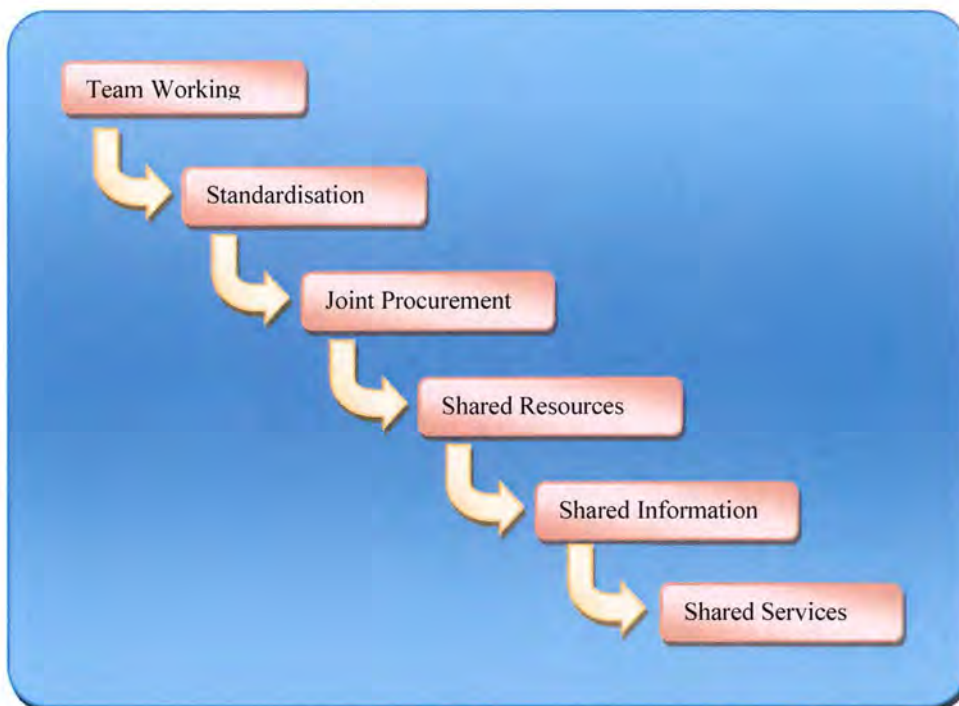 Team Working
Standardisation
Joint Procurement
Shared Resources
Shared Information
Shared Services